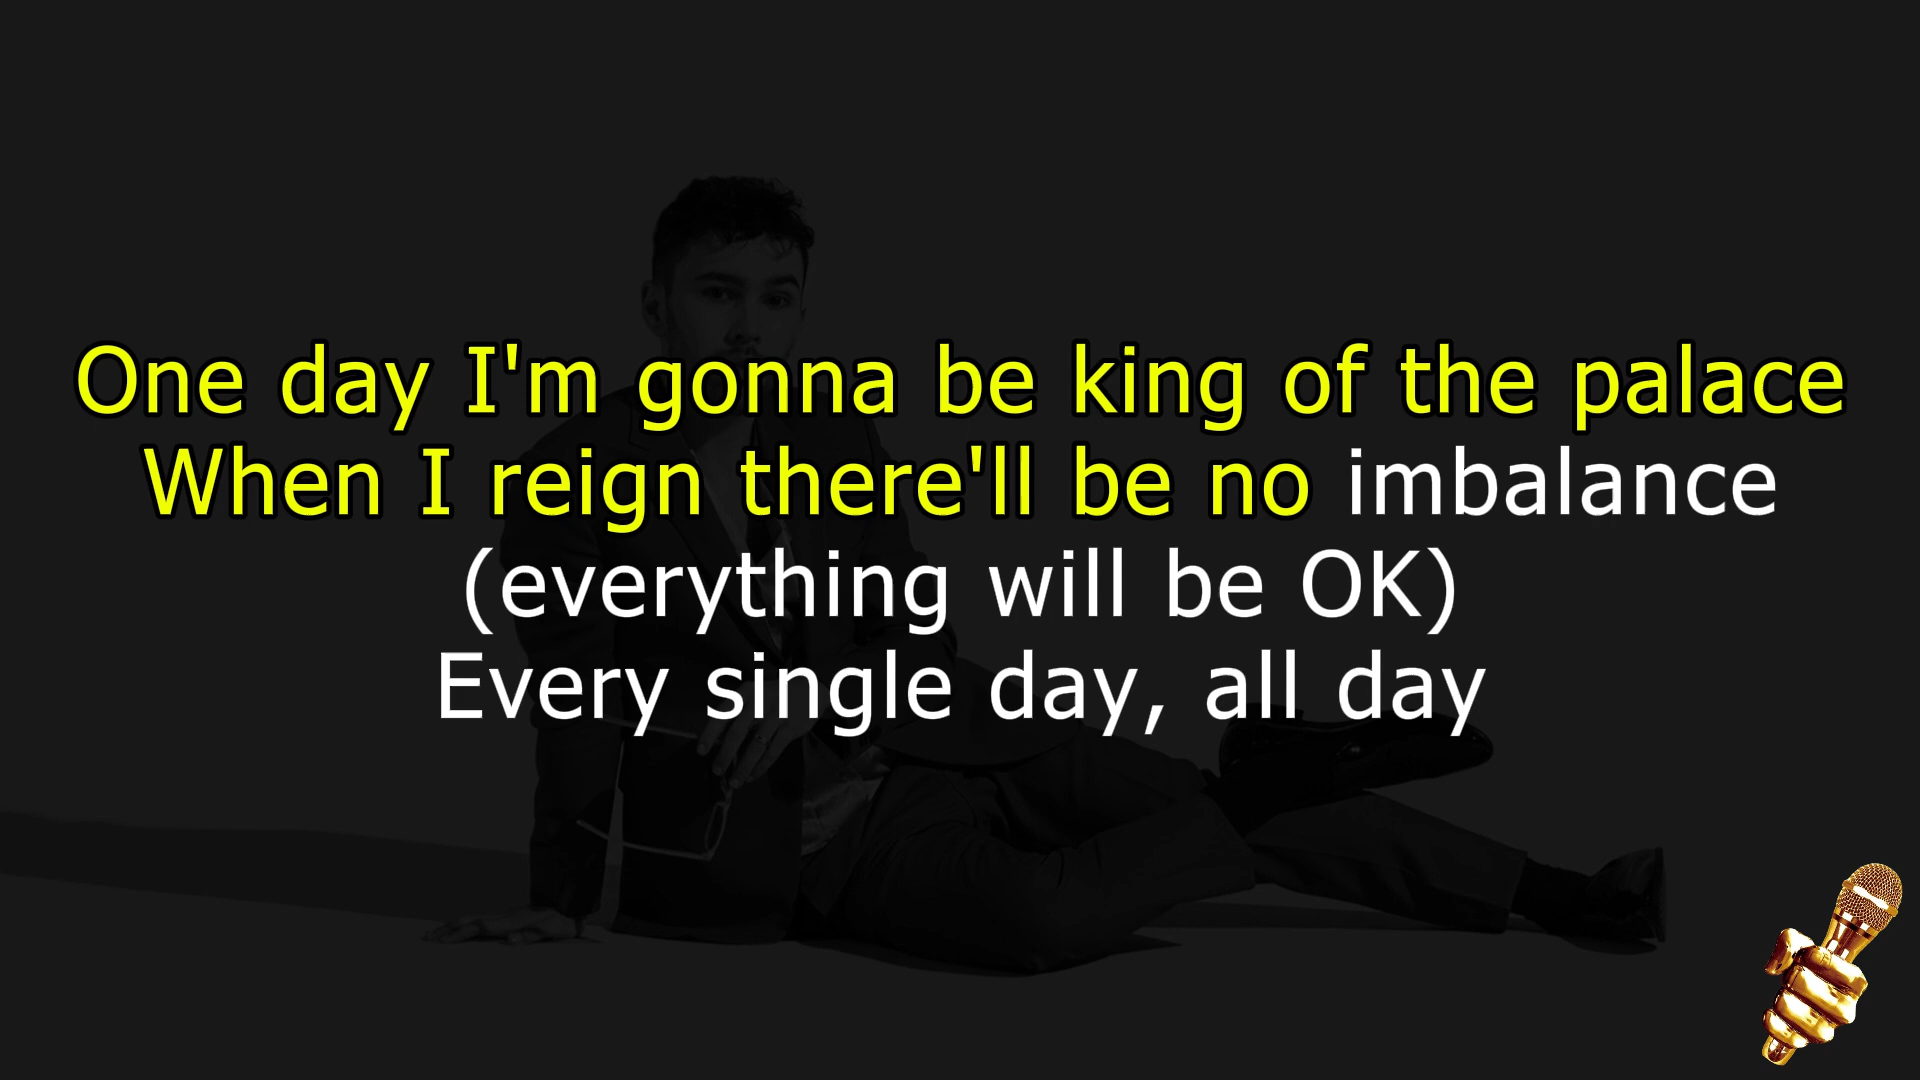 One day I'm gonna be king of the palace
When I reign there'll be no imbalance
(everything will be OK)
Every single day, all day